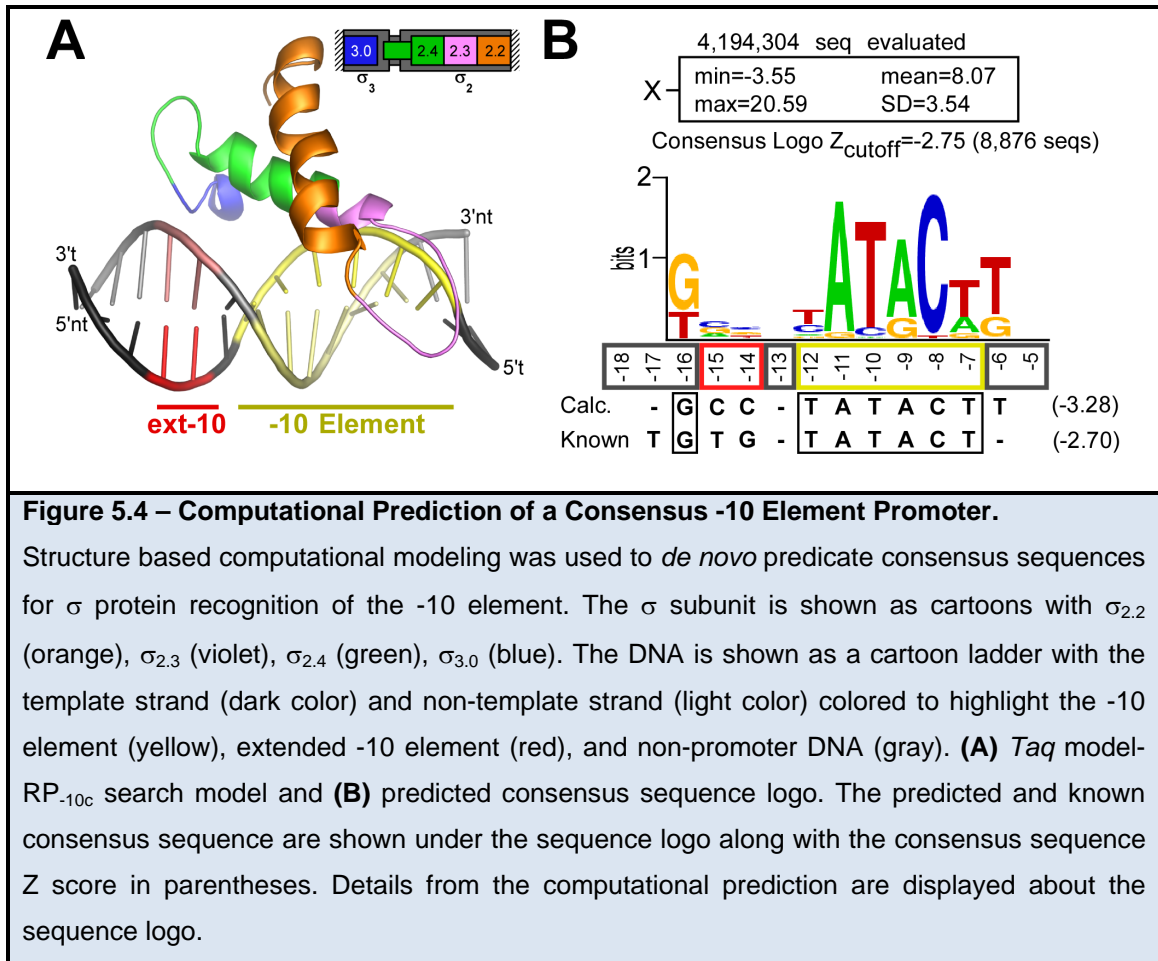 A
3.0 2.4 2.3 2.2
σ3 σ2
3't
5'nt
3'nt
5't
ext-10
-10 Element
B
4,194,304 seq evaluated
X
min=-3.55 mean=8.07
max=20.59 SD=3.54
Consensus Logo Zcutoff=-2.75 (8,876 seqs)
2
1
bits
-18 -17 -16 -15 -14 -13 -12 -11 -10 -9 -8 -7 -6 -5
Calc. - G C C - T A T A C T T (-3.28)
Known T G T G - T A T A C T - (-2.70)
Figure 5.4 – Computational Prediction of a Consensus -10 Element Promoter.
Structure based computational modeling was used to de novo predicate consensus sequences
for σ protein recognition of the -10 element. The σ subunit is shown as cartoons with σ2.2
(orange), σ2.3 (violet), σ2.4 (green), σ3.0 (blue). The DNA is shown as a cartoon ladder with the
template strand (dark color) and non-template strand (light color) colored to highlight the -10
element (yellow), extended -10 element (red), and non-promoter DNA (gray). (A) Taq model-
RP-10c search model and (B) predicted consensus sequence logo. The predicted and known
consensus sequence are shown under the sequence logo along with the consensus sequence
Z score in parentheses. Details from the computational prediction are displayed about the
sequence logo.